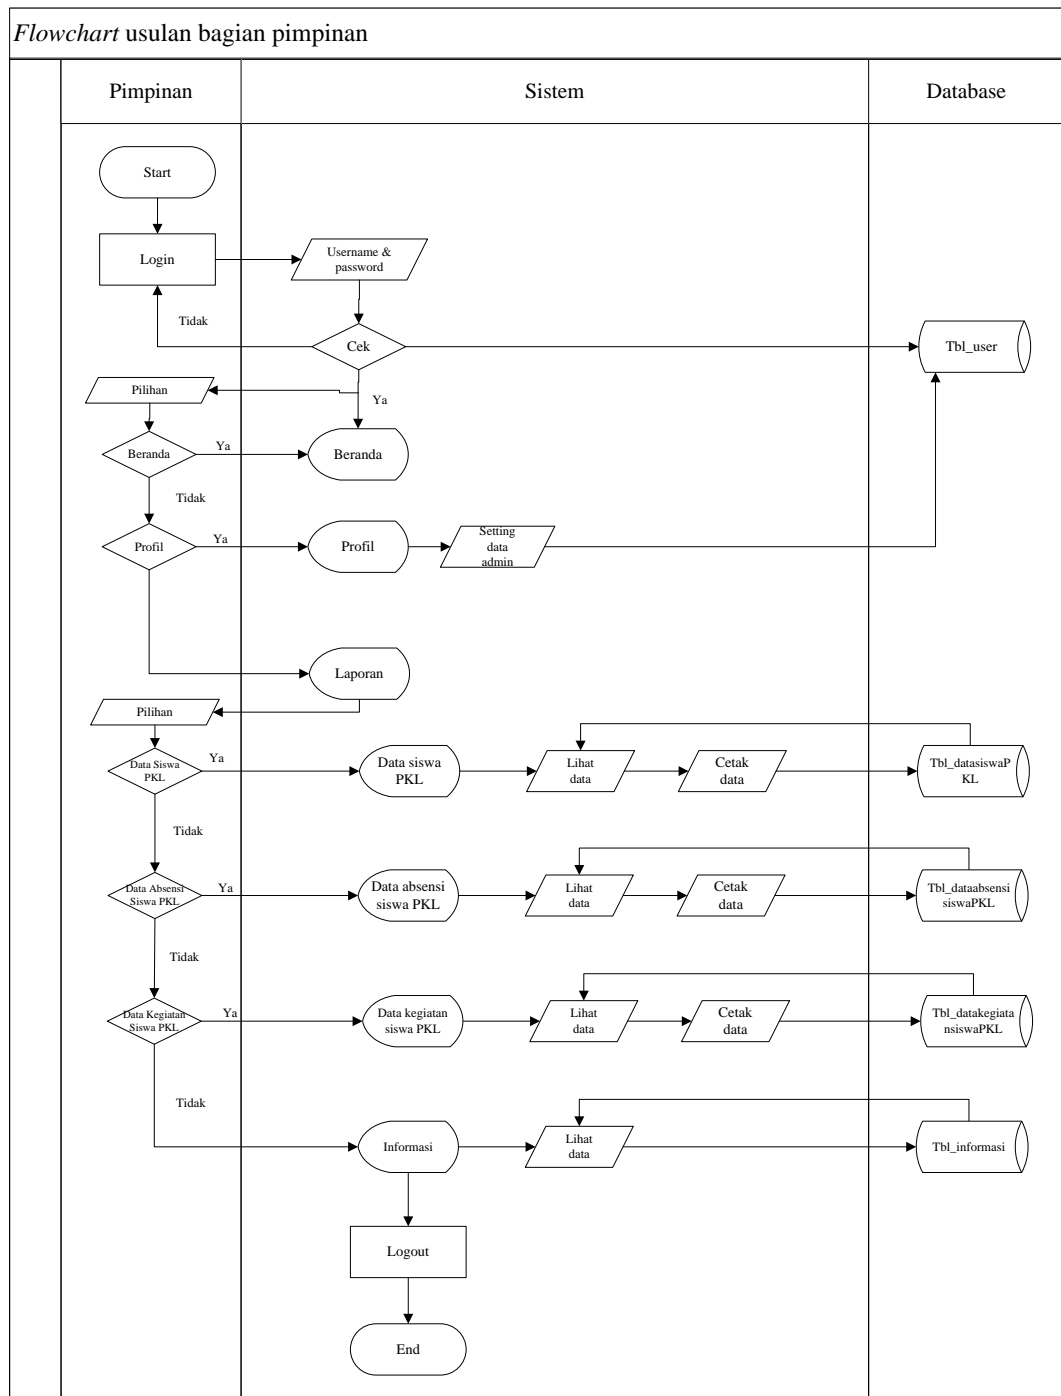 Flowchart usulan bagian pimpinan
Pimpinan
Sistem
Database
Start
Login
Username &
password
Tidak
Cek
Tbl_user
Pilihan
Ya
Beranda
Ya
Beranda
Tidak
Profil
Ya
Profil
Setting
data
admin
Laporan
Pilihan
Data Siswa
PKL
Ya
Data siswa
PKL
Lihat
data
Cetak
data
Tbl_datasiswaP
KL
Tidak
Data Absensi
Siswa PKL
Ya
Data absensi
siswa PKL
Lihat
data
Cetak
data
Tbl_dataabsensi
siswaPKL
Tidak
Data Kegiatan
Siswa PKL
Ya
Data kegiatan
siswa PKL
Lihat
data
Cetak
data
Tbl_datakegiata
nsiswaPKL
Tidak
Informasi
Lihat
data
Tbl_informasi
Logout
End